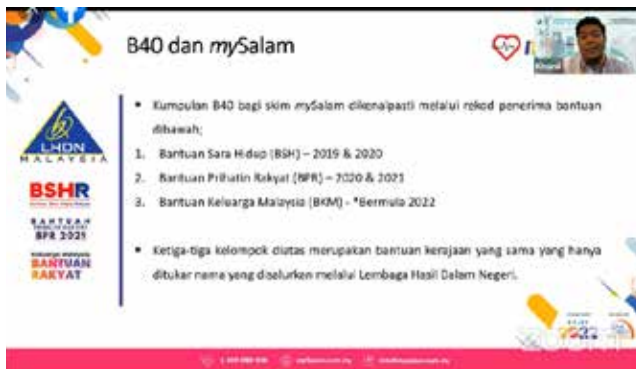 B40 dan mySalam
▪ Kumpulan B40 bagi skim mySalam dikenalpasti melalui rekod penerima bantuan
dibawah;
1. Bantuan Sara Hidup (BSH) – 2019 & 2020
2. Bantuan Prihatin Rakyat (BPR) – 2020 & 2021
3. Bantuan Keluarga Malaysia (BKM) - *Bermula 2022
▪ Ketiga-tiga kelompok diatas merupakan bantuan kerajaan yang sama yang hanya
ditukar nama yang disalurkan melalui Lembaga Hasil Dalam Negeri.
LHDN
MALAYSIA
BSHR
BANTUAN
BPR 2021
BANTUAN
RAKYAT
2022